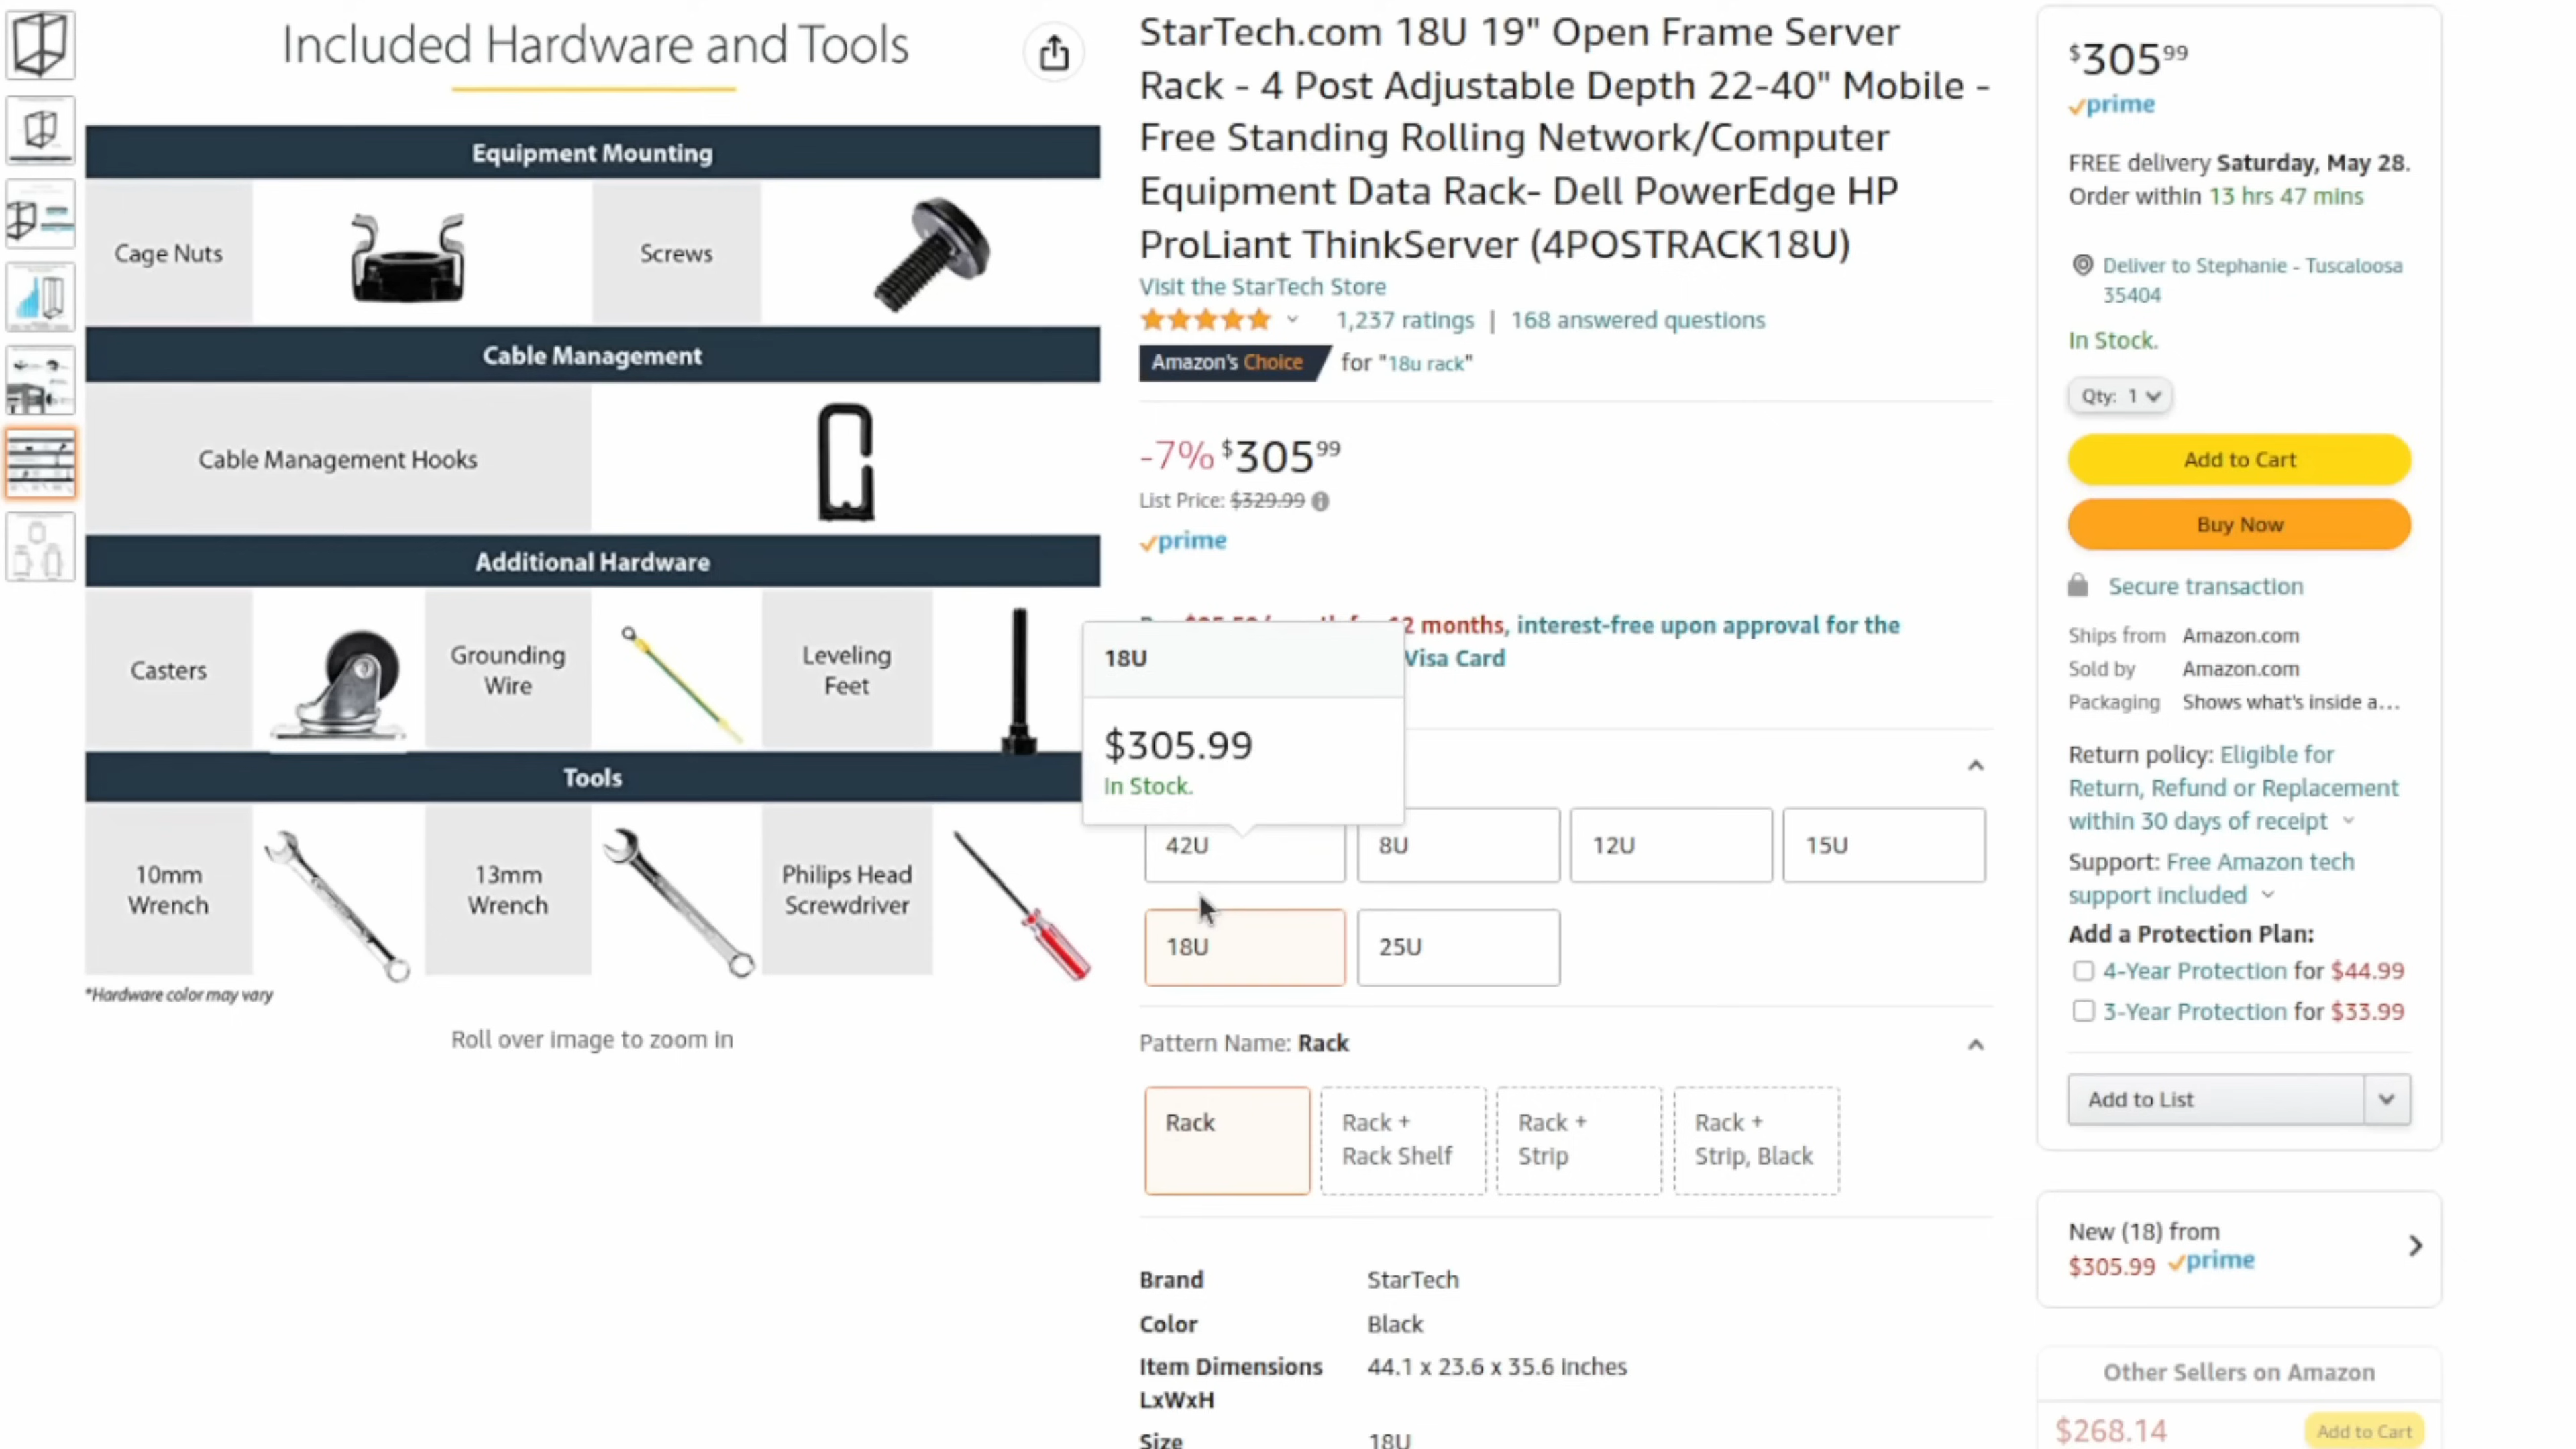 Included Hardware and Tools
Equipment Mounting
Cage Nuts
Screws
Cable Management
Cable Management Hooks
Additional Hardware
Casters
Grounding
Wire
Leveling
Feet
Tools
10mm
Wrench
13mm
Wrench
Philips Head
Screwdriver
*Hardware color may vary
Roll over image to zoom in
StarTech.com 18U 19" Open Frame Server
Rack - 4 Post Adjustable Depth 22-40" Mobile -
Free Standing Rolling Network/Computer
Equipment Data Rack- Dell PowerEdge HP
ProLiant ThinkServer (4POSTRACK18U)
Visit the StarTech Store
1,237 ratings | 168 answered questions
Amazon's Choice for "18u rack"
-7% $305 99
List Price: $329.99
prime
2 months, interest-free upon approval for the
Visa Card
18U
$305.99
In Stock.
42U
8U
12U
15U
18U
25U
Pattern Name: Rack
Rack
Rack +
Rack Shelf
Rack +
Strip
Rack +
Strip, Black
Brand StarTech
Color Black
Item Dimensions 44.1 x 23.6 x 35.6 inches
LxWxH
Size 18U
$305 99
prime
FREE delivery Saturday, May 28.
Order within 13 hrs 47 mins
Deliver to Stephanie - Tuscaloosa
35404
In Stock.
Qty: 1
Add to Cart
Buy Now
Secure transaction
Ships from Amazon.com
Sold by Amazon.com
Packaging Shows what's inside a...
Return policy: Eligible for
Return, Refund or Replacement
within 30 days of receipt
Support: Free Amazon tech
support included
Add a Protection Plan:
4-Year Protection for $44.99
3-Year Protection for $33.99
Add to List
New (18) from
$305.99 prime
Other Sellers on Amazon
$268.14
Add to Cart